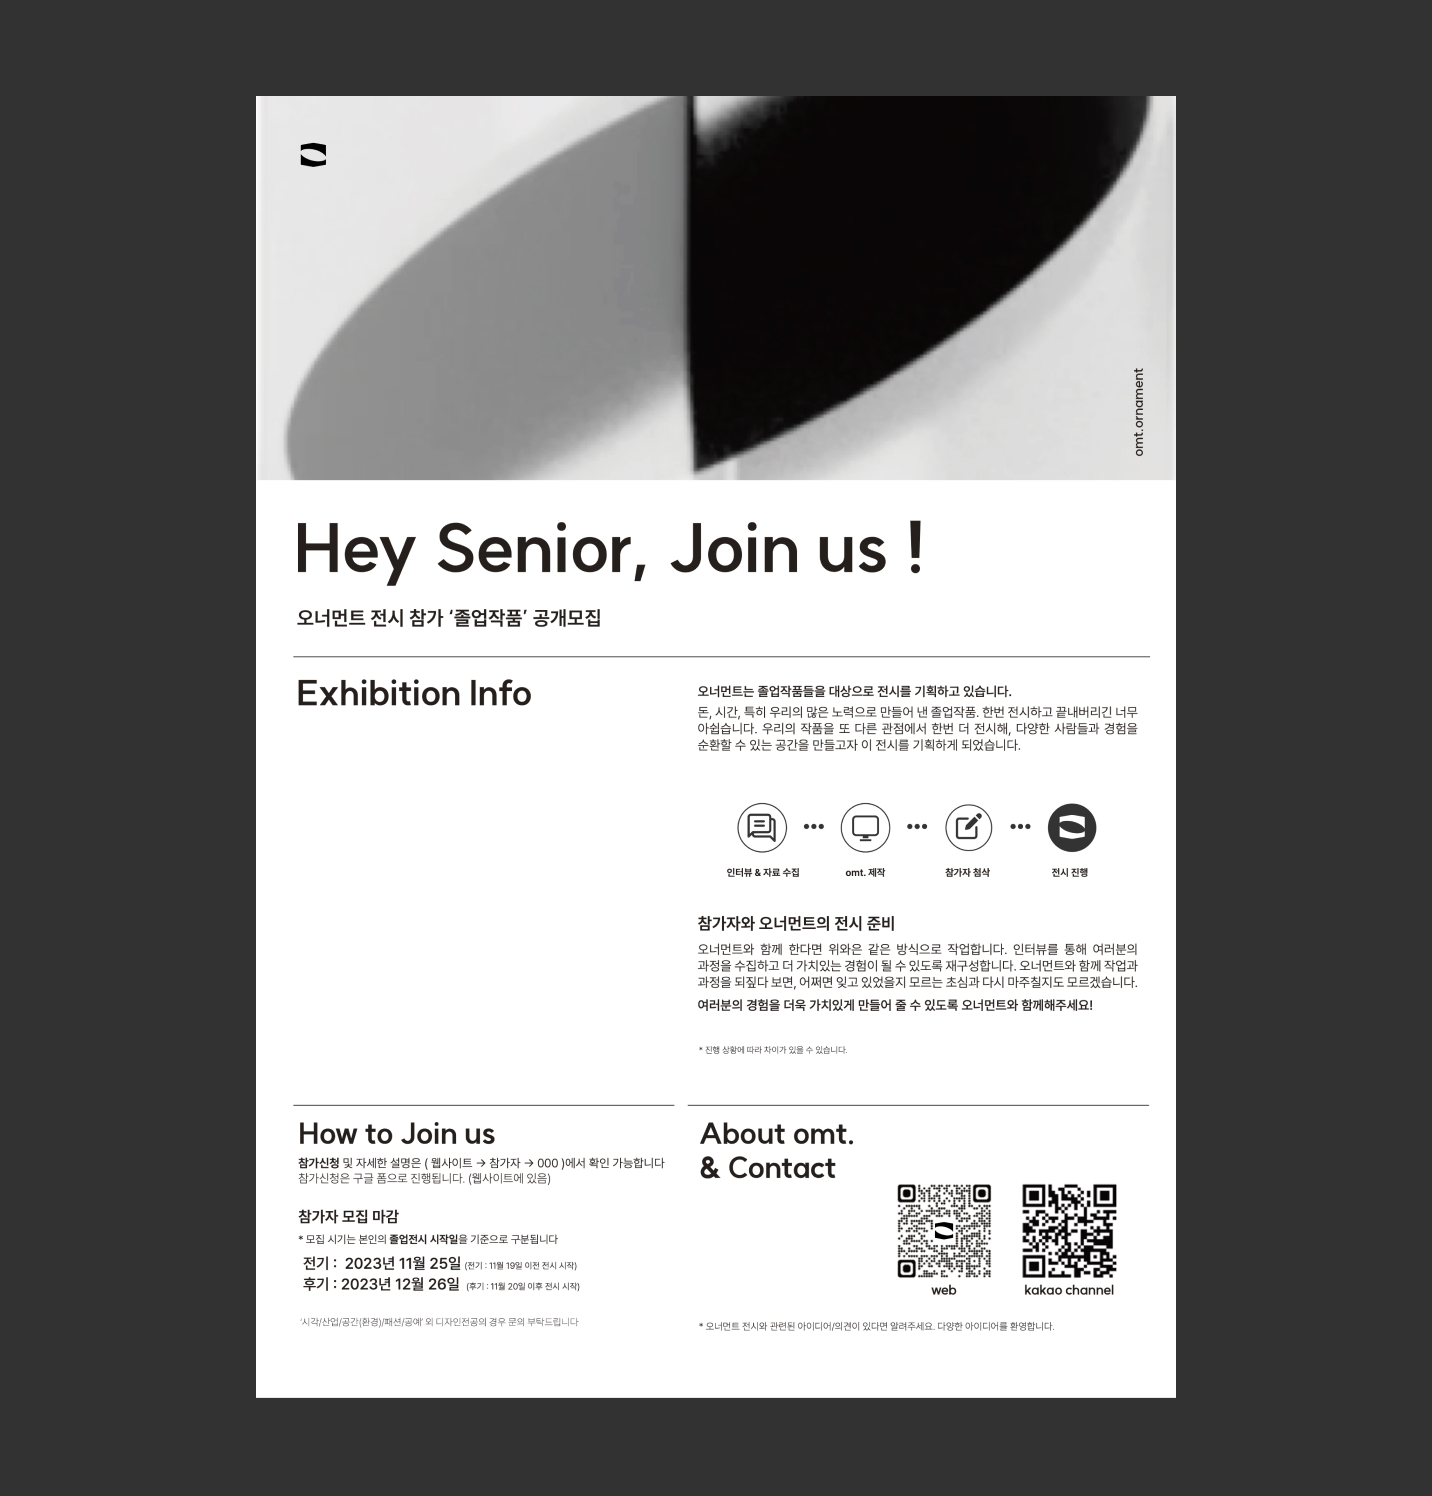 omt.ornament
Hey Senior, Join us !
오너먼트 전시 참가 ‘졸업작품’ 공개모집
Exhibition Info
오너먼트는 졸업작품들을 대상으로 전시를 기획하고 있습니다.
돈, 시간, 특히 우리의 많은 노력으로 만들어 낸 졸업작품. 한번 전시하고 끝내버리긴 너무
아쉽습니다. 우리의 작품을 또 다른 관점에서 한번 더 전시해, 다양한 사람들과 경험을
순환할 수 있는 공간을 만들고자 이 전시를 기획하게 되었습니다.
인터뷰 & 자료 수집
omt. 제작
참가자 첨삭
전시 진행
참가자와 오너먼트의 전시 준비
오너먼트와 함께 한다면 위와은 같은 방식으로 작업합니다. 인터뷰를 통해 여러분의
과정을 수집하고 더 가치있는 경험이 될 수 있도록 재구성합니다. 오너먼트와 함께 작업과
과정을 되짚다 보면, 어쩌면 잊고 있었을지 모르는 초심과 다시 마주칠지도 모르겠습니다.
여러분의 경험을 더욱 가치있게 만들어 줄 수 있도록 오너먼트와 함께해주세요!
* 진행 상황에 따라 차이가 있을 수 있습니다.
How to Join us
참가신청 및 자세한 설명은 ( 웹사이트 → 참가자 → 000 )에서 확인 가능합니다
참가신청은 구글 폼으로 진행됩니다. (웹사이트에 있음)
참가자 모집 마감
* 모집 시기는 본인의 졸업전시 시작일을 기준으로 구분됩니다
전기 : 2023년 11월 25일 (전기 : 11월 19일 이전 전시 시작)
후기 : 2023년 12월 26일 (후기 : 11월 20일 이후 전시 시작)
‘시각/산업/공간(환경)/패션/공예’ 외 디자인전공의 경우 문의 부탁드립니다
About omt.
& Contact
web
kakao channel
* 오너먼트 전시와 관련된 아이디어/의견이 있다면 알려주세요. 다양한 아이디어를 환영합니다.